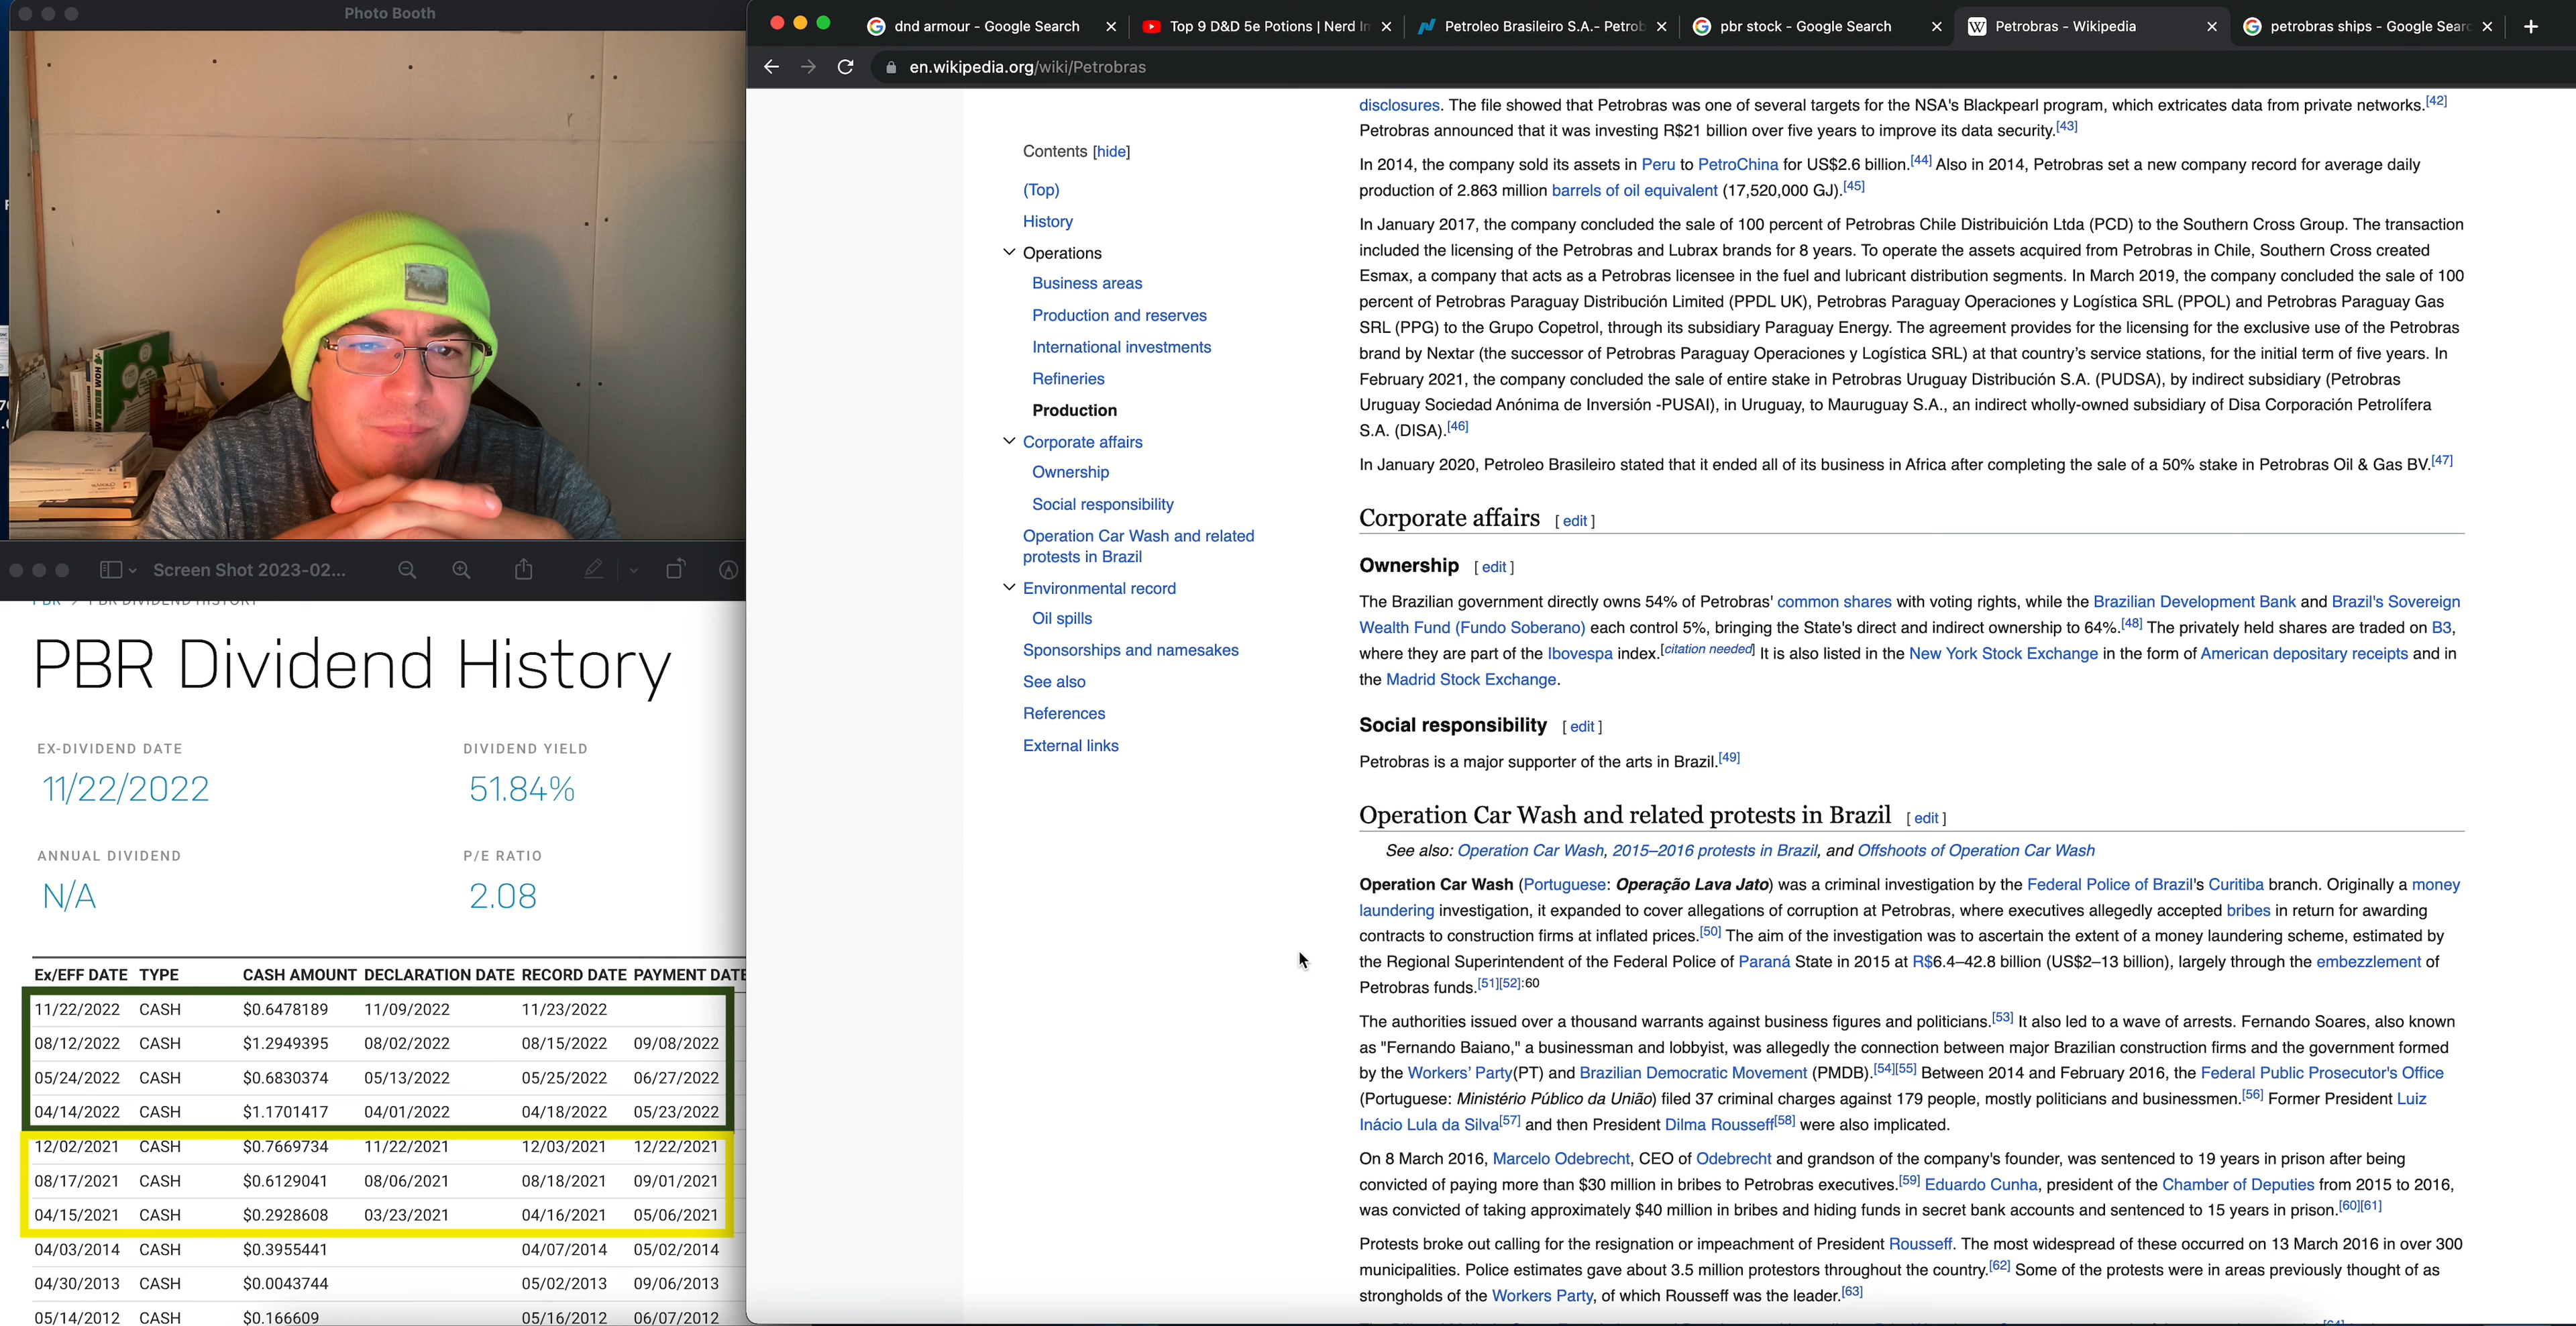 Photo Booth
HOW MONEY
Screen Shot 2023-02...
PBR > PBR DIVIDEND HISTORY
PBR Dividend History
EX-DIVIDEND DATE DIVIDEND YIELD
11/22/2022 51.84%
ANNUAL DIVIDEND P/E RATIO
N/A 2.08
Ex/EFF DATE TYPE CASH AMOUNT DECLARATION DATE RECORD DATE PAYMENT DATE
11/22/2022 CASH $0.6478189 11/09/2022 11/23/2022
08/12/2022 CASH $1.2949395 08/02/2022 08/15/2022 09/08/2022
05/24/2022 CASH $0.6830374 05/13/2022 05/25/2022 06/27/2022
04/14/2022 CASH $1.1701417 04/01/2022 04/18/2022 05/23/2022
12/02/2021 CASH $0.7669734 11/22/2021 12/03/2021 12/22/2021
08/17/2021 CASH $0.6129041 08/06/2021 08/18/2021 09/01/2021
04/15/2021 CASH $0.2928608 03/23/2021 04/16/2021 05/06/2021
04/03/2014 CASH $0.3955441 04/07/2014 05/02/2014
04/30/2013 CASH $0.0043744 05/02/2013 09/06/2013
05/14/2012 CASH $0.166609 05/16/2012 06/07/2012
dnd armour - Google Search
Top 9 D&D 5e Potions | Nerd Im
Petroleo Brasileiro S.A.- Petrob
pbr stock - Google Search
Petrobras - Wikipedia
petrobras ships - Google Searc
en.wikipedia.org/wiki/Petrobras
Contents [hide]
(Top)
History
Operations
Business areas
Production and reserves
International investments
Refineries
Production
Corporate affairs
Ownership
Social responsibility
Operation Car Wash and related
protests in Brazil
Environmental record
Oil spills
Sponsorships and namesakes
See also
References
External links
disclosures. The file showed that Petrobras was one of several targets for the NSA's Blackpearl program, which extricates data from private networks.[42]
Petrobras announced that it was investing R$21 billion over five years to improve its data security.[43]
In 2014, the company sold its assets in Peru to PetroChina for US$2.6 billion.[44] Also in 2014, Petrobras set a new company record for average daily
production of 2.863 million barrels of oil equivalent (17,520,000 GJ).[45]
In January 2017, the company concluded the sale of 100 percent of Petrobras Chile Distribuición Ltda (PCD) to the Southern Cross Group. The transaction
included the licensing of the Petrobras and Lubrax brands for 8 years. To operate the assets acquired from Petrobras in Chile, Southern Cross created
Esmax, a company that acts as a Petrobras licensee in the fuel and lubricant distribution segments. In March 2019, the company concluded the sale of 100
percent of Petrobras Paraguay Distribución Limited (PPDL UK), Petrobras Paraguay Operaciones y Logística SRL (PPOL) and Petrobras Paraguay Gas
SRL (PPG) to the Grupo Copetrol, through its subsidiary Paraguay Energy. The agreement provides for the licensing for the exclusive use of the Petrobras
brand by Nextar (the successor of Petrobras Paraguay Operaciones y Logística SRL) at that country's service stations, for the initial term of five years. In
February 2021, the company concluded the sale of entire stake in Petrobras Uruguay Distribución S.A. (PUDSA), by indirect subsidiary (Petrobras
Uruguay Sociedad Anónima de Inversión -PUSAI), in Uruguay, to Mauruguay S.A., an indirect wholly-owned subsidiary of Disa Corporación Petrolífera
S.A. (DISA).[46]
In January 2020, Petroleo Brasileiro stated that it ended all of its business in Africa after completing the sale of a 50% stake in Petrobras Oil & Gas BV.[47]
Corporate affairs [ edit ]
Ownership [ edit ]
The Brazilian government directly owns 54% of Petrobras' common shares with voting rights, while the Brazilian Development Bank and Brazil's Sovereign
Wealth Fund (Fundo Soberano) each control 5%, bringing the State's direct and indirect ownership to 64%.[48] The privately held shares are traded on B3,
where they are part of the Ibovespa index.[citation needed] It is also listed in the New York Stock Exchange in the form of American depositary receipts and in
the Madrid Stock Exchange.
Social responsibility [ edit ]
Petrobras is a major supporter of the arts in Brazil.[49]
Operation Car Wash and related protests in Brazil [ edit ]
See also: Operation Car Wash, 2015–2016 protests in Brazil, and Offshoots of Operation Car Wash
Operation Car Wash (Portuguese: Operação Lava Jato) was a criminal investigation by the Federal Police of Brazil's Curitiba branch. Originally a money
laundering investigation, it expanded to cover allegations of corruption at Petrobras, where executives allegedly accepted bribes in return for awarding
contracts to construction firms at inflated prices.[50] The aim of the investigation was to ascertain the extent of a money laundering scheme, estimated by
the Regional Superintendent of the Federal Police of Paraná State in 2015 at R$6.4–42.8 billion (US$2–13 billion), largely through the embezzlement of
Petrobras funds.[51][52]:60
The authorities issued over a thousand warrants against business figures and politicians.[53] It also led to a wave of arrests. Fernando Soares, also known
as "Fernando Baiano," a businessman and lobbyist, was allegedly the connection between major Brazilian construction firms and the government formed
by the Workers' Party(PT) and Brazilian Democratic Movement (PMDB).[54][55] Between 2014 and February 2016, the Federal Public Prosecutor's Office
(Portuguese: Ministério Público da União) filed 37 criminal charges against 179 people, mostly politicians and businessmen.[56] Former President Luiz
Inácio Lula da Silva[57] and then President Dilma Rousseff[58] were also implicated.
On 8 March 2016, Marcelo Odebrecht, CEO of Odebrecht and grandson of the company's founder, was sentenced to 19 years in prison after being
convicted of paying more than $30 million in bribes to Petrobras executives.[59] Eduardo Cunha, president of the Chamber of Deputies from 2015 to 2016,
was convicted of taking approximately $40 million in bribes and hiding funds in secret bank accounts and sentenced to 15 years in prison.[60][61]
Protests broke out calling for the resignation or impeachment of President Rousseff. The most widespread of these occurred on 13 March 2016 in over 300
municipalities. Police estimates gave about 3.5 million protestors throughout the country.[62] Some of the protests were in areas previously thought of as
strongholds of the Workers Party, of which Rousseff was the leader.[63]